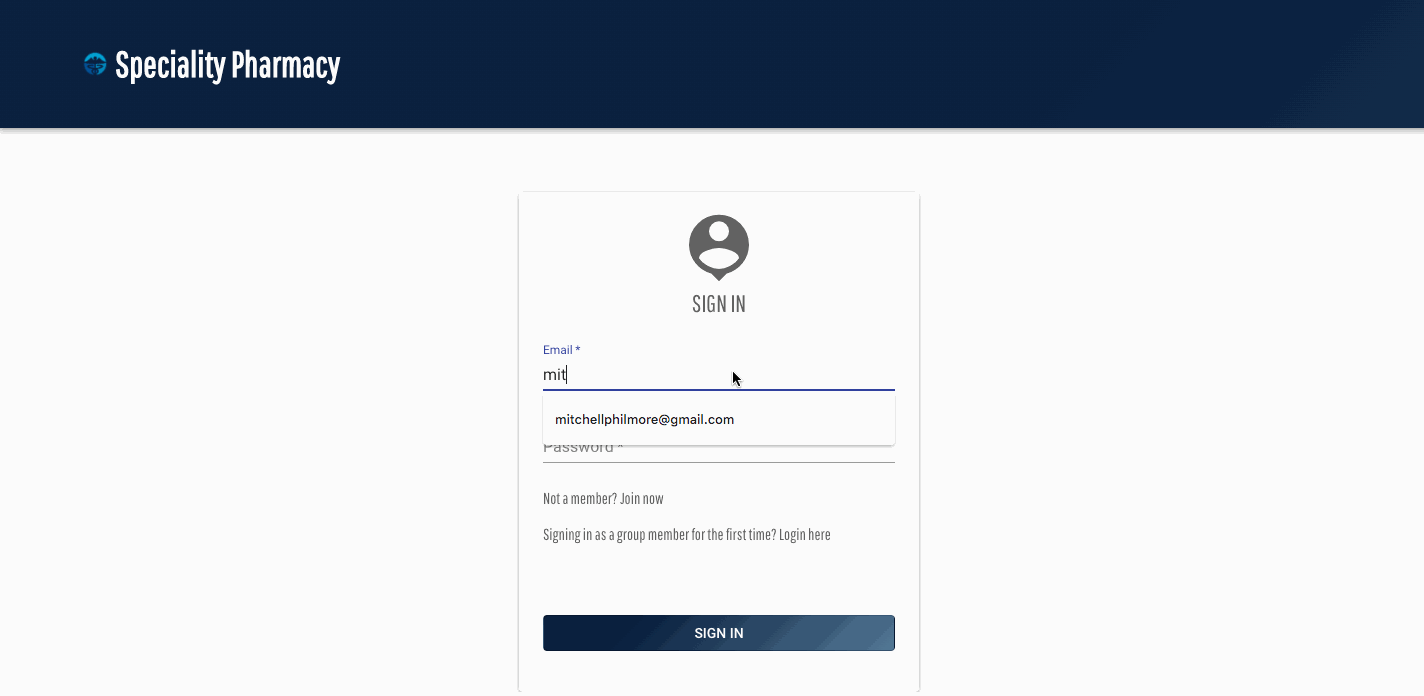 Speciality Pharmacy
SIGN IN
Email *
mit
mitchellphilmore@gmail.com
Password *
Not a member? Join now
Signing in as a group member for the first time? Login here
SIGN IN